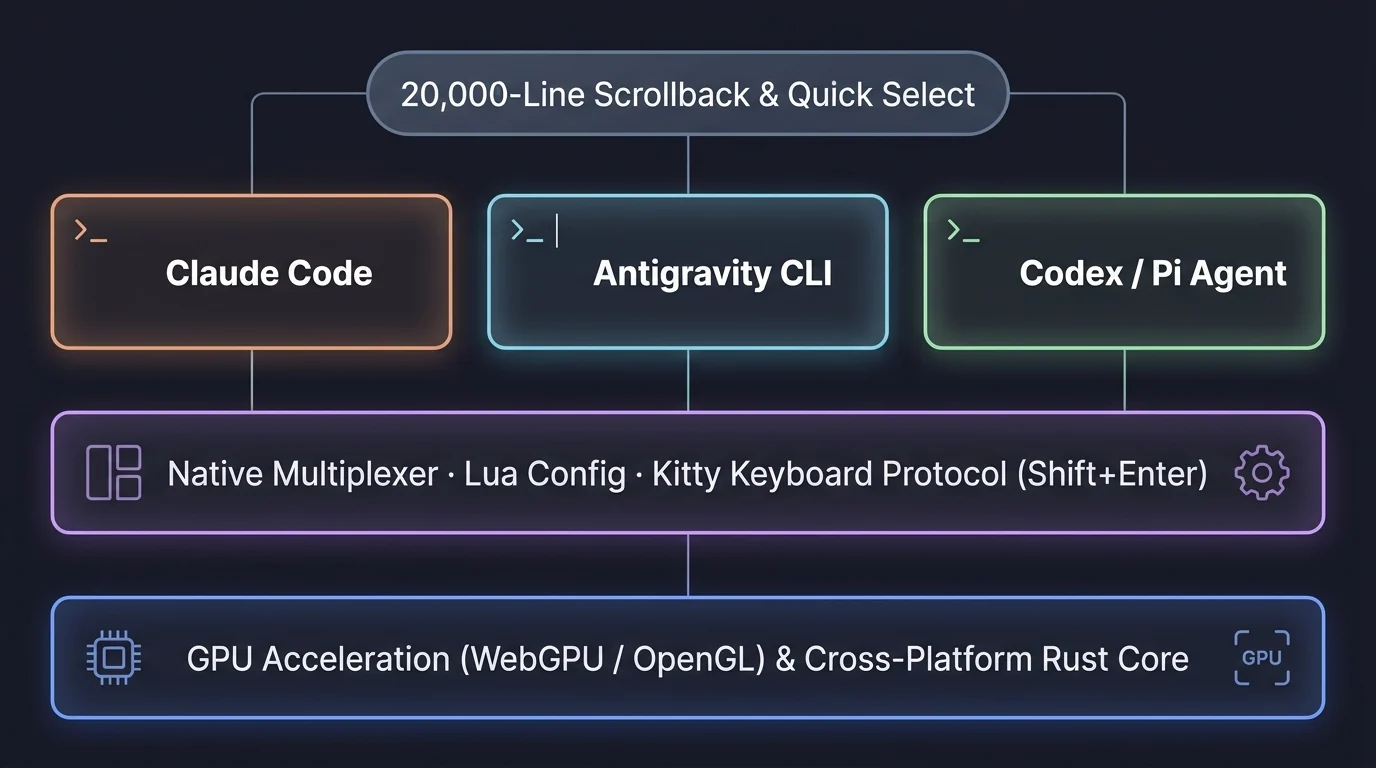 20,000-Line Scrollback & Quick Select
>_
Claude Code
>_
Antigravity CLI
>_
Codex / Pi Agent
Native Multiplexer · Lua Config · Kitty Keyboard Protocol (Shift+Enter)
GPU Acceleration (WebGPU / OpenGL) & Cross-Platform Rust Core
GPU